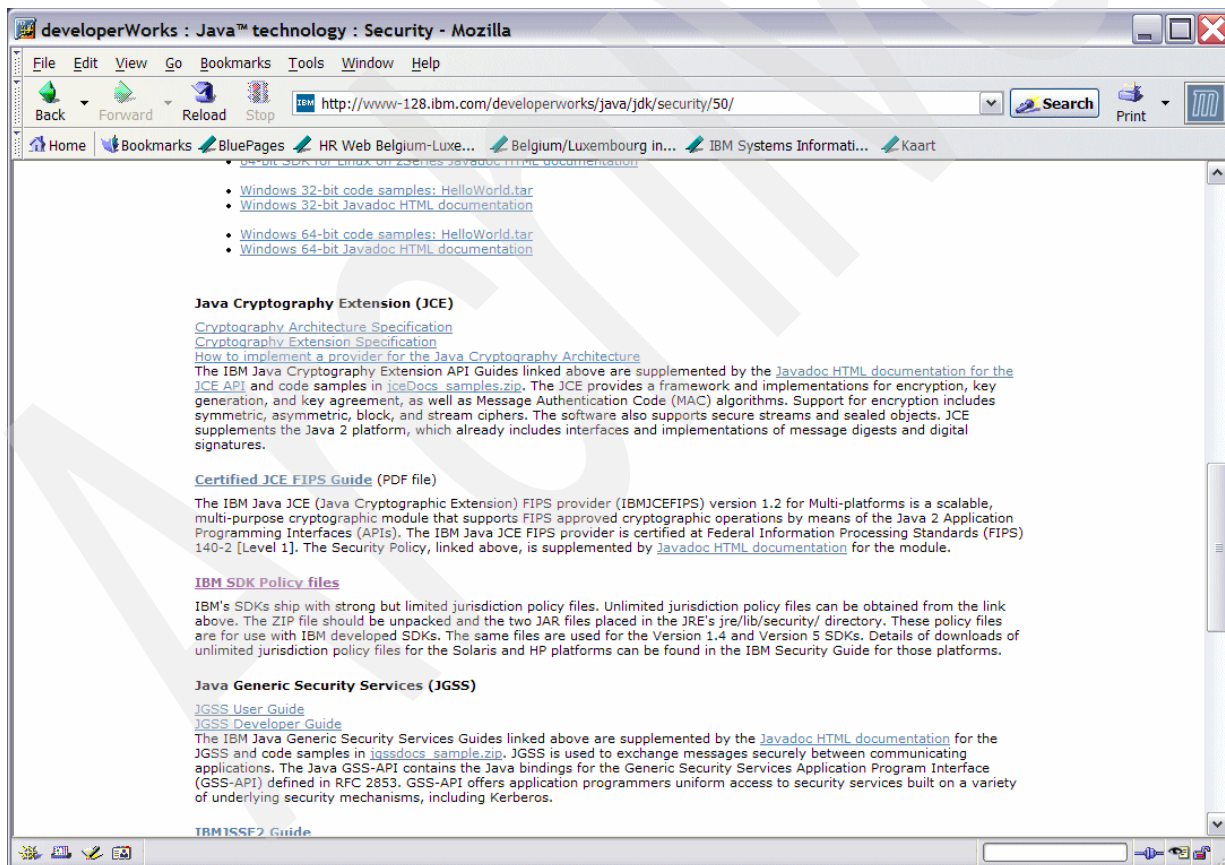 developerWorks : Java™ technology : Security - Mozilla
File Edit View Go Bookmarks Tools Window Help
Back Forward Reload Stop IBM http://www-128.ibm.com/developerworks/java/jdk/security/50/ Search Print
Home Bookmarks BluePages HR Web Belgium-Luxe... Belgium/Luxembourg in... IBM Systems Informati... Kaart
64-bit SDK for Linux on zSeries Javadoc HTML documentation
• Windows 32-bit code samples: HelloWorld.tar
• Windows 32-bit Javadoc HTML documentation
• Windows 64-bit code samples: HelloWorld.tar
• Windows 64-bit Javadoc HTML documentation
Java Cryptography Extension (JCE)
Cryptography Architecture Specification
Cryptography Extension Specification
How to implement a provider for the Java Cryptography Architecture
The IBM Java Cryptography Extension API Guides linked above are supplemented by the Javadoc HTML documentation for the
JCE API and code samples in jceDocs_samples.zip. The JCE provides a framework and implementations for encryption, key
generation, and key agreement, as well as Message Authentication Code (MAC) algorithms. Support for encryption includes
symmetric, asymmetric, block, and stream ciphers. The software also supports secure streams and sealed objects. JCE
supplements the Java 2 platform, which already includes interfaces and implementations of message digests and digital
signatures.
Certified JCE FIPS Guide (PDF file)
The IBM Java JCE (Java Cryptographic Extension) FIPS provider (IBMJCEFIPS) version 1.2 for Multi-platforms is a scalable,
multi-purpose cryptographic module that supports FIPS approved cryptographic operations by means of the Java 2 Application
Programming Interfaces (APIs). The IBM Java JCE FIPS provider is certified at Federal Information Processing Standards (FIPS)
140-2 [Level 1]. The Security Policy, linked above, is supplemented by Javadoc HTML documentation for the module.
IBM SDK Policy files
IBM's SDKs ship with strong but limited jurisdiction policy files. Unlimited jurisdiction policy files can be obtained from the link
above. The ZIP file should be unpacked and the two JAR files placed in the JRE's jre/lib/security/ directory. These policy files
are for use with IBM developed SDKs. The same files are used for the Version 1.4 and Version 5 SDKs. Details of downloads of
unlimited jurisdiction policy files for the Solaris and HP platforms can be found in the IBM Security Guide for those platforms.
Java Generic Security Services (JGSS)
JGSS User Guide
JGSS Developer Guide
The IBM Java Generic Security Services Guides linked above are supplemented by the Javadoc HTML documentation for the
JGSS and code samples in jgssdocs_sample.zip. JGSS is used to exchange messages securely between communicating
applications. The Java GSS-API contains the Java bindings for the Generic Security Services Application Program Interface
(GSS-API) defined in RFC 2853. GSS-API offers application programmers uniform access to security services built on a variety
of underlying security mechanisms, including Kerberos.
IBMJSSE2 Guide